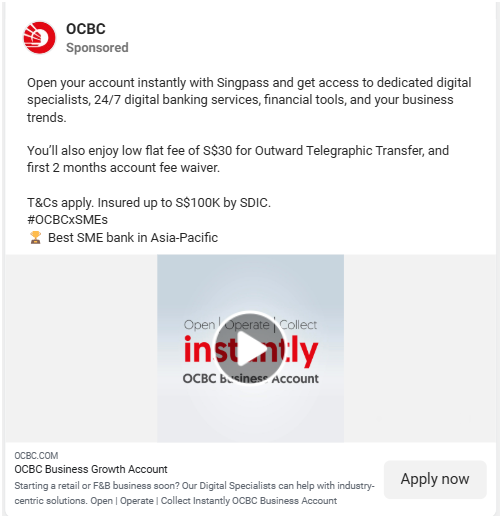 OCBC
Sponsored
Open your account instantly with Singpass and get access to dedicated digital
specialists, 24/7 digital banking services, financial tools, and your business
trends.
You'll also enjoy low flat fee of S$30 for Outward Telegraphic Transfer, and
first 2 months account fee waiver.
T&Cs apply. Insured up to S$100K by SDIC.
#OCBCxSMEs
🏆 Best SME bank in Asia-Pacific
Open | Operate | Collect
instantly
OCBC Business Account
OCBC.COM
OCBC Business Growth Account
Starting a retail or F&B business soon? Our Digital Specialists can help with industry-
centric solutions. Open | Operate | Collect Instantly OCBC Business Account
Apply now